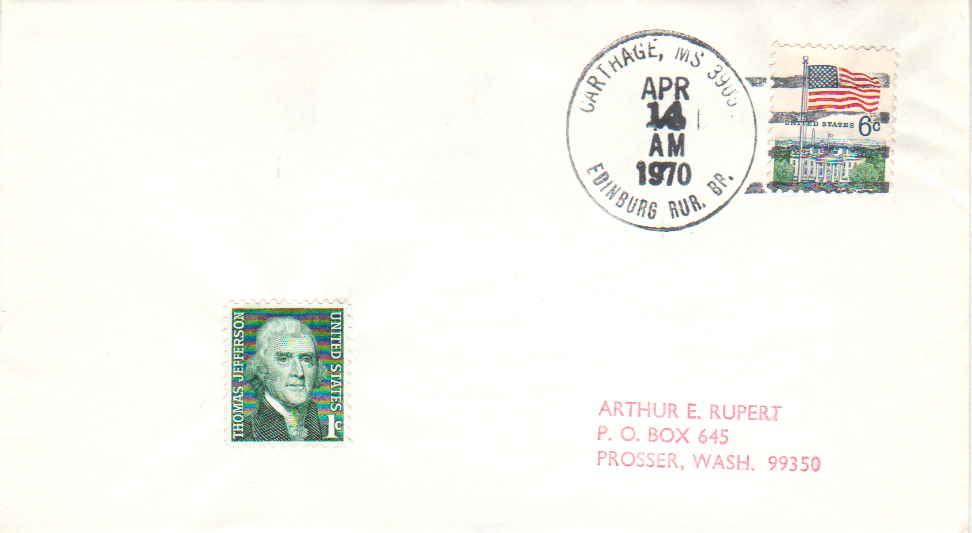 CARTHAGE, MS
APR
AM
1970
EDINBURG RUR. BR.
UNITED STATES 6c
THOMAS JEFFERSON
UNITED STATES
1c
ARTHUR E. RUPERT
P. O. BOX 645
PROSSER, WASH. 99350